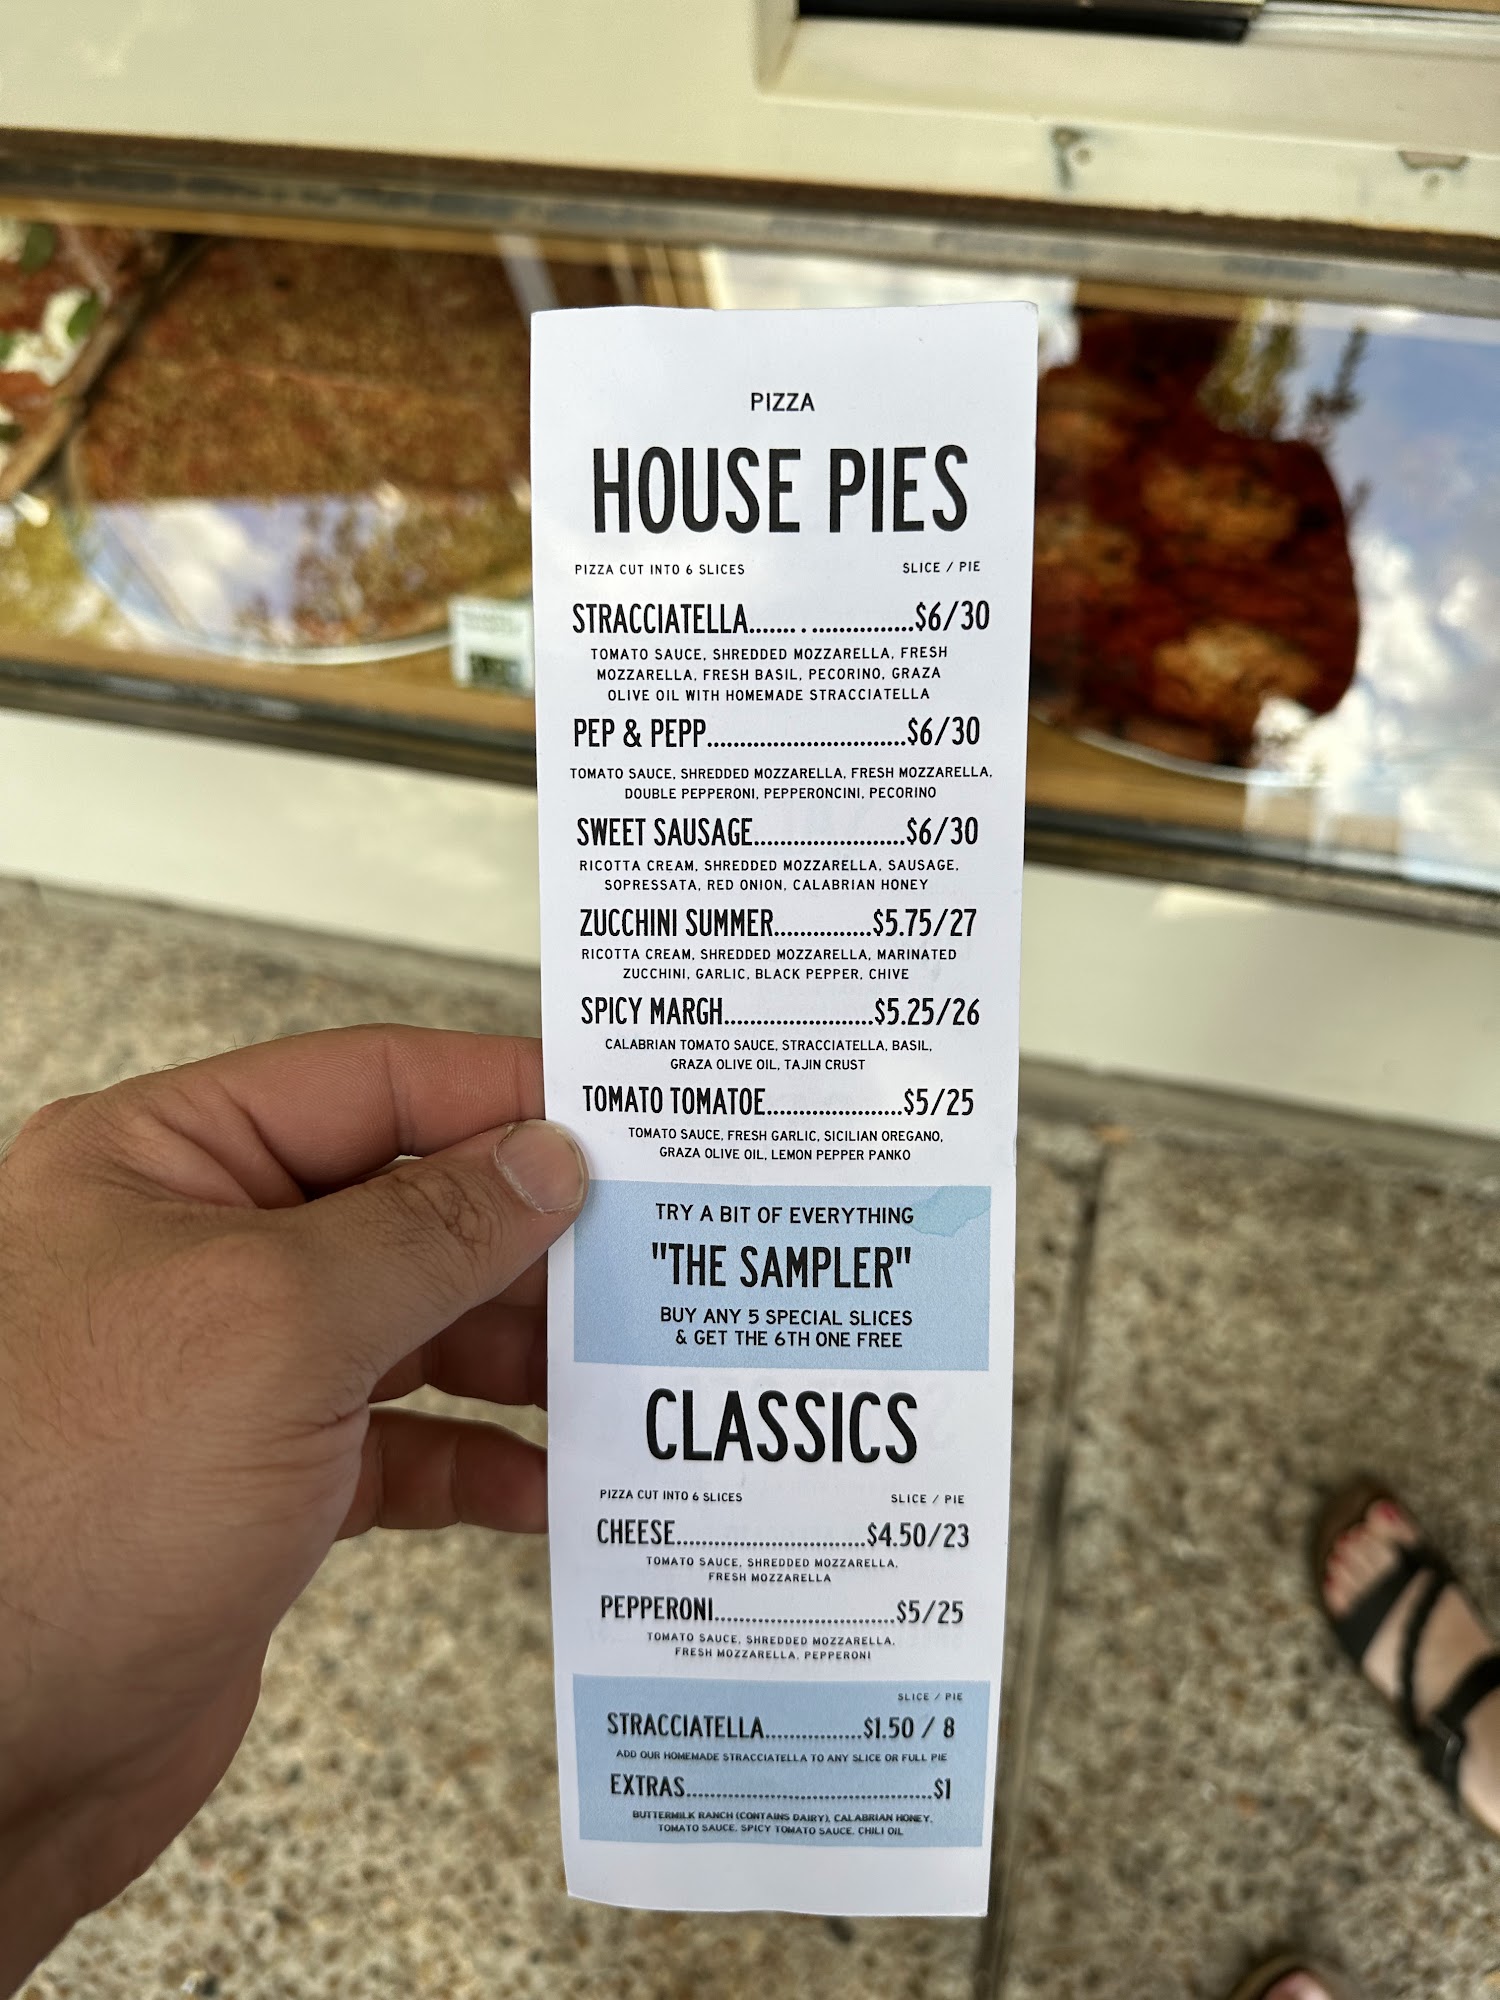 PIZZA
HOUSE PIES
PIZZA CUT INTO 6 SLICES SLICE / PIE
STRACCIATELLA.......................$6/30
TOMATO SAUCE, SHREDDED MOZZARELLA, FRESH
MOZZARELLA, FRESH BASIL, PECORINO, GRAZA
OLIVE OIL WITH HOMEMADE STRACCIATELLA
PEP & PEPP...............................$6/30
TOMATO SAUCE, SHREDDED MOZZARELLA, FRESH MOZZARELLA,
DOUBLE PEPPERONI, PEPPERONCINI, PECORINO
SWEET SAUSAGE.......................$6/30
RICOTTA CREAM, SHREDDED MOZZARELLA, SAUSAGE,
SOPRESSATA, RED ONION, CALABRIAN HONEY
ZUCCHINI SUMMER...............$5.75/27
RICOTTA CREAM, SHREDDED MOZZARELLA, MARINATED
ZUCCHINI, GARLIC, BLACK PEPPER, CHIVE
SPICY MARGH.......................$5.25/26
CALABRIAN TOMATO SAUCE, STRACCIATELLA, BASIL,
GRAZA OLIVE OIL, TAJIN CRUST
TOMATO TOMATOE.....................$5/25
TOMATO SAUCE, FRESH GARLIC, SICILIAN OREGANO,
GRAZA OLIVE OIL, LEMON PEPPER PANKO
TRY A BIT OF EVERYTHING
"THE SAMPLER"
BUY ANY 5 SPECIAL SLICES
& GET THE 6TH ONE FREE
CLASSICS
PIZZA CUT INTO 6 SLICES SLICE / PIE
CHEESE.............................$4.50/23
TOMATO SAUCE, SHREDDED MOZZARELLA,
FRESH MOZZARELLA
PEPPERONI............................$5/25
TOMATO SAUCE, SHREDDED MOZZARELLA,
FRESH MOZZARELLA, PEPPERONI
SLICE / PIE
STRACCIATELLA...............$1.50 / 8
ADD OUR HOMEMADE STRACCIATELLA TO ANY SLICE OR FULL PIE
EXTRAS.......................................$1
BUTTERMILK RANCH (CONTAINS DAIRY), CALABRIAN HONEY,
TOMATO SAUCE, SPICY TOMATO SAUCE, CHILI OIL